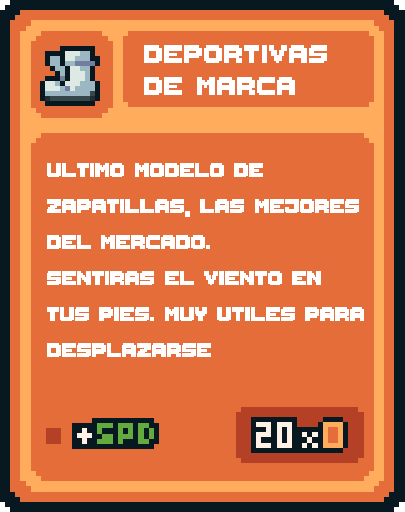 DEPORTIVAS
DE MARCA
ULTIMO MODELO DE
ZAPATILLAS, LAS MEJORES
DEL MERCADO.
SENTIRAS EL VIENTO EN
TUS PIES. MUY UTILES PARA
DESPLAZARSE
+SPD
20x